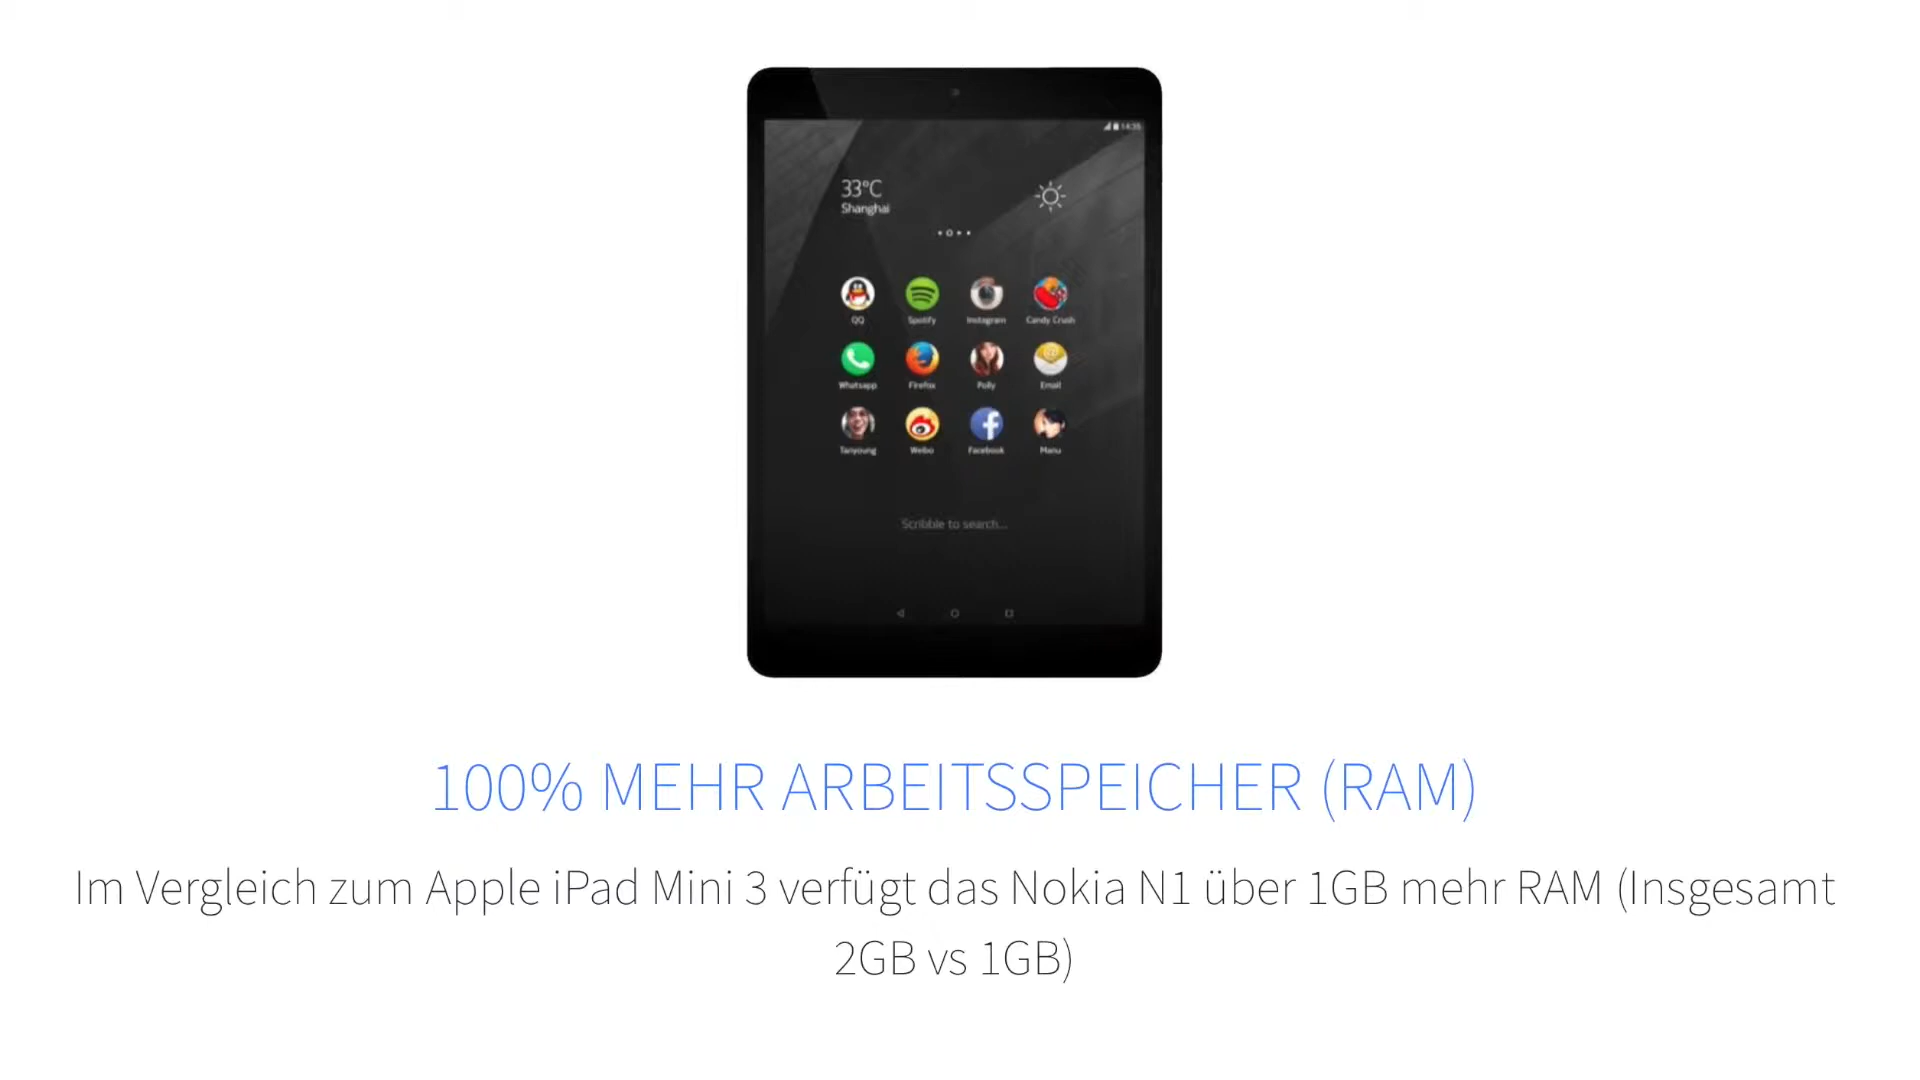 14:35
33°C
Shanghai
QQ Spotify Instagram Candy Crush
Whatsapp Firefox Polly Email
Tanyoung Weibo Facebook Manu
Scribble to search...
100% MEHR ARBEITSSPEICHER (RAM)
Im Vergleich zum Apple iPad Mini 3 verfügt das Nokia N1 über 1GB mehr RAM (Insgesamt
2GB vs 1GB)